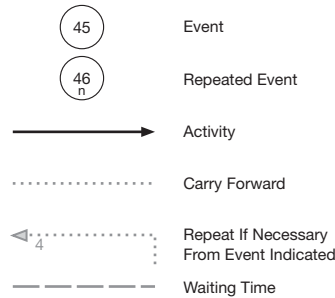 45 Event
46 Repeated Event
n
Activity
Carry Forward
Repeat If Necessary
4 From Event Indicated
Waiting Time